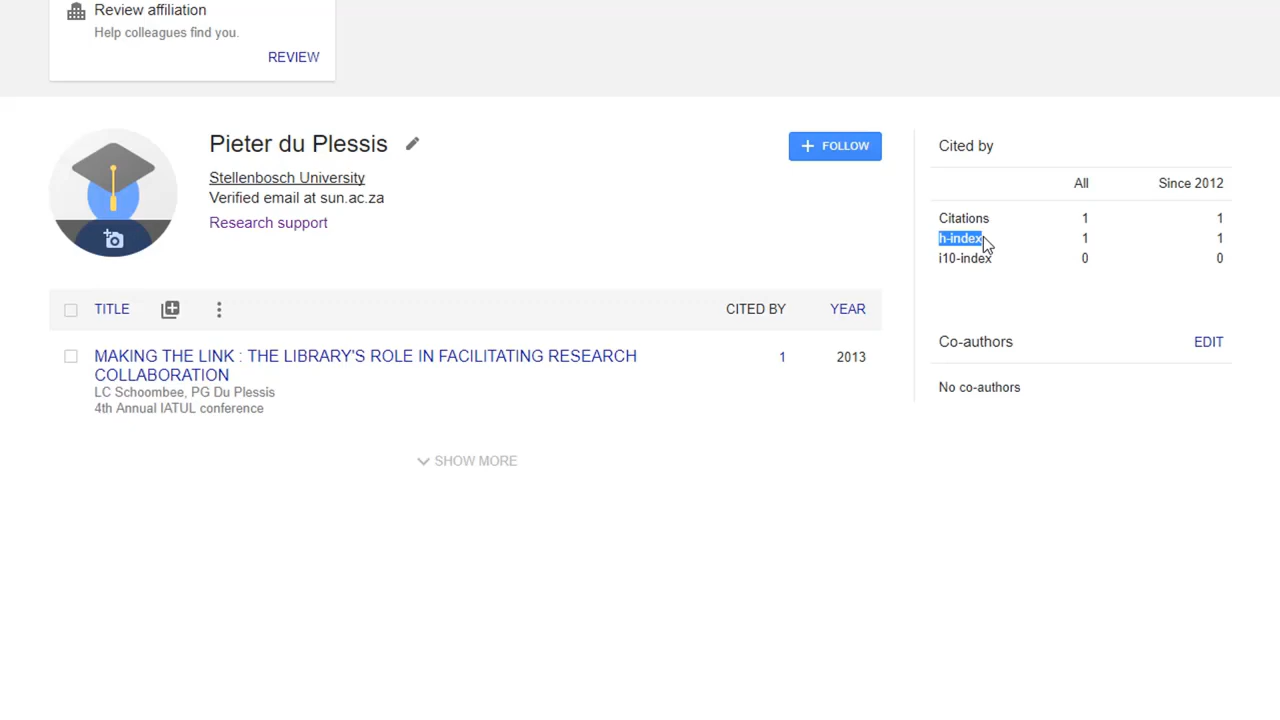 Review affiliation
Help colleagues find you.
REVIEW
Pieter du Plessis
Stellenbosch University
Verified email at sun.ac.za
Research support
FOLLOW
TITLE CITED BY YEAR
MAKING THE LINK : THE LIBRARY'S ROLE IN FACILITATING RESEARCH 1 2013
COLLABORATION
LC Schoombee, PG Du Plessis
4th Annual IATUL conference
SHOW MORE
Cited by
All Since 2012
Citations 1 1
h-index 1 1
i10-index 0 0
Co-authors EDIT
No co-authors